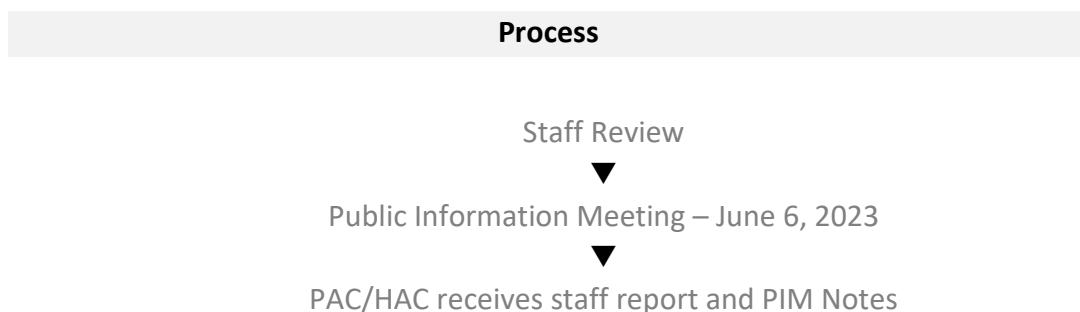 Process
Staff Review
Public Information Meeting – June 6, 2023
PAC/HAC receives staff report and PIM Notes